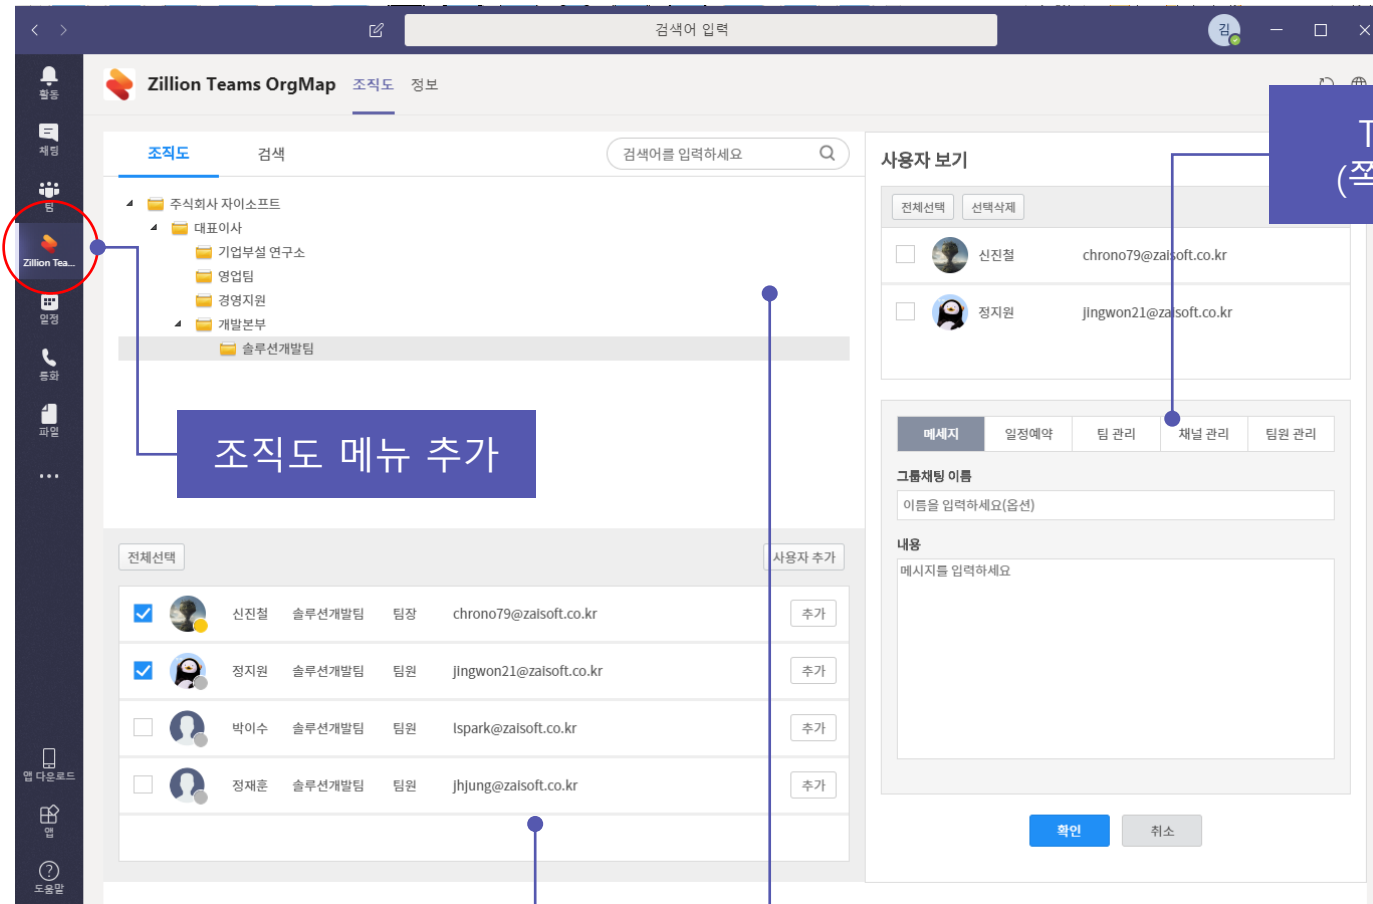 검색어 입력
김
활동
Zillion Teams OrgMap 조직도 정보
채팅
조직도 검색 검색어를 입력하세요
사용자 보기
팀
주식회사 자이소프트
전체선택 선택삭제
대표이사
기업부설 연구소
신진철 chrono79@zaisoft.co.kr
Zillion Tea...
영업팀
경영지원
정지원 jingwon21@zaisoft.co.kr
일정
개발본부
솔루션개발팀
통화
파일
조직도 메뉴 추가
메세지 일정예약 팀 관리 채널 관리 팀원 관리
그룹채팅 이름
이름을 입력하세요(옵션)
내용
메시지를 입력하세요
전체선택 사용자 추가
신진철 솔루션개발팀 팀장 chrono79@zaisoft.co.kr 추가
정지원 솔루션개발팀 팀원 jingwon21@zaisoft.co.kr 추가
박이수 솔루션개발팀 팀원 lspark@zaisoft.co.kr 추가
정재훈 솔루션개발팀 팀원 jhjung@zaisoft.co.kr 추가
앱 다운로드
앱
확인 취소
도움말